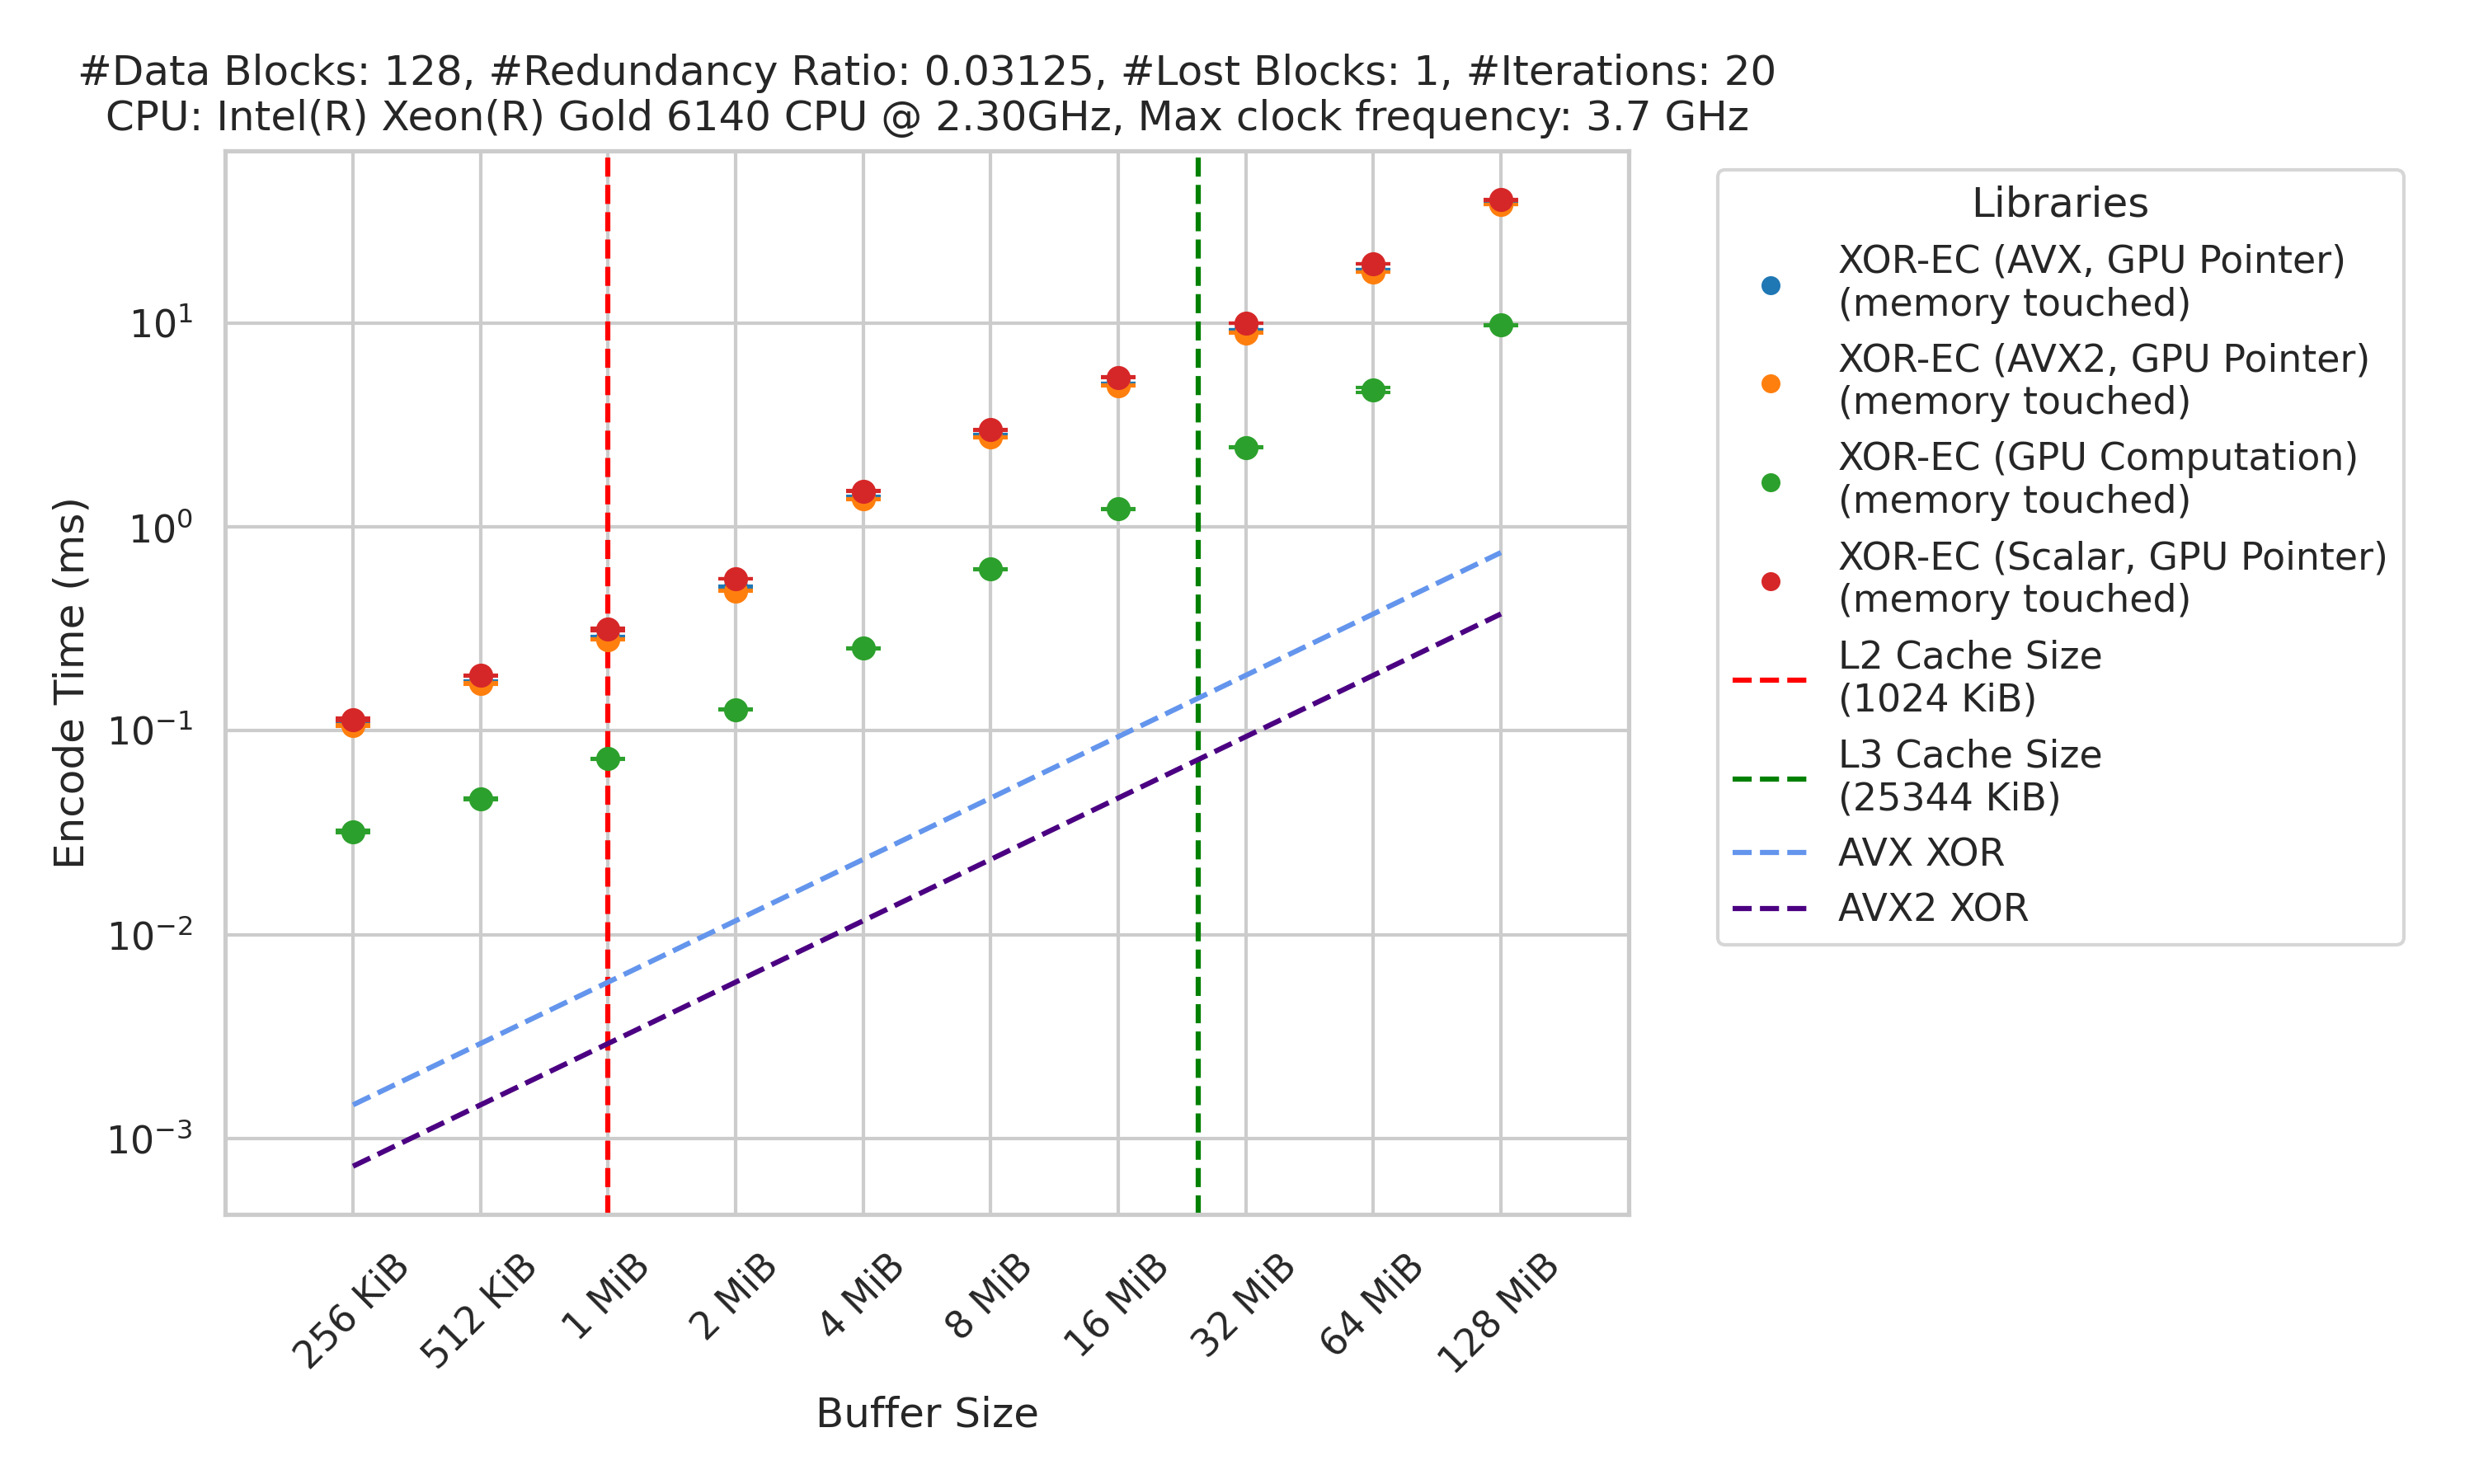 #Data Blocks: 128, #Redundancy Ratio: 0.03125, #Lost Blocks: 1, #Iterations: 20
CPU: Intel(R) Xeon(R) Gold 6140 CPU @ 2.30GHz, Max clock frequency: 3.7 GHz
Encode Time (ms)
10¹
10⁰
10⁻¹
10⁻²
10⁻³
256 KiB
512 KiB
1 MiB
2 MiB
4 MiB
8 MiB
16 MiB
32 MiB
64 MiB
128 MiB
Buffer Size
Libraries
XOR-EC (AVX, GPU Pointer)
(memory touched)
XOR-EC (AVX2, GPU Pointer)
(memory touched)
XOR-EC (GPU Computation)
(memory touched)
XOR-EC (Scalar, GPU Pointer)
(memory touched)
L2 Cache Size
(1024 KiB)
L3 Cache Size
(25344 KiB)
AVX XOR
AVX2 XOR